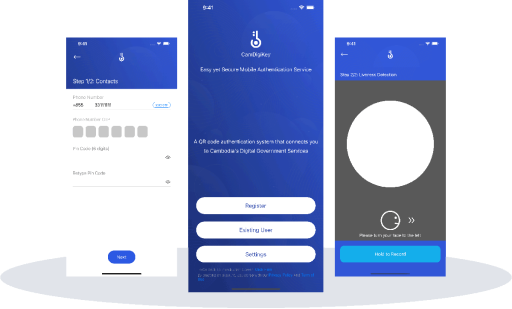 9:41
Step 1/2: Contacts
Phone Number
+855
Pin Code (6 digits)
Retype Pin Code
Next
9:41
CamDigiKey
Easy yet Secure Mobile Authentication Service
A QR code authentication system that connects you
to Cambodia's Digital Government Services
Register
Existing User
Settings
9:41
Step 2/2: Liveness Detection
Please turn your face to the left
Hold to Record